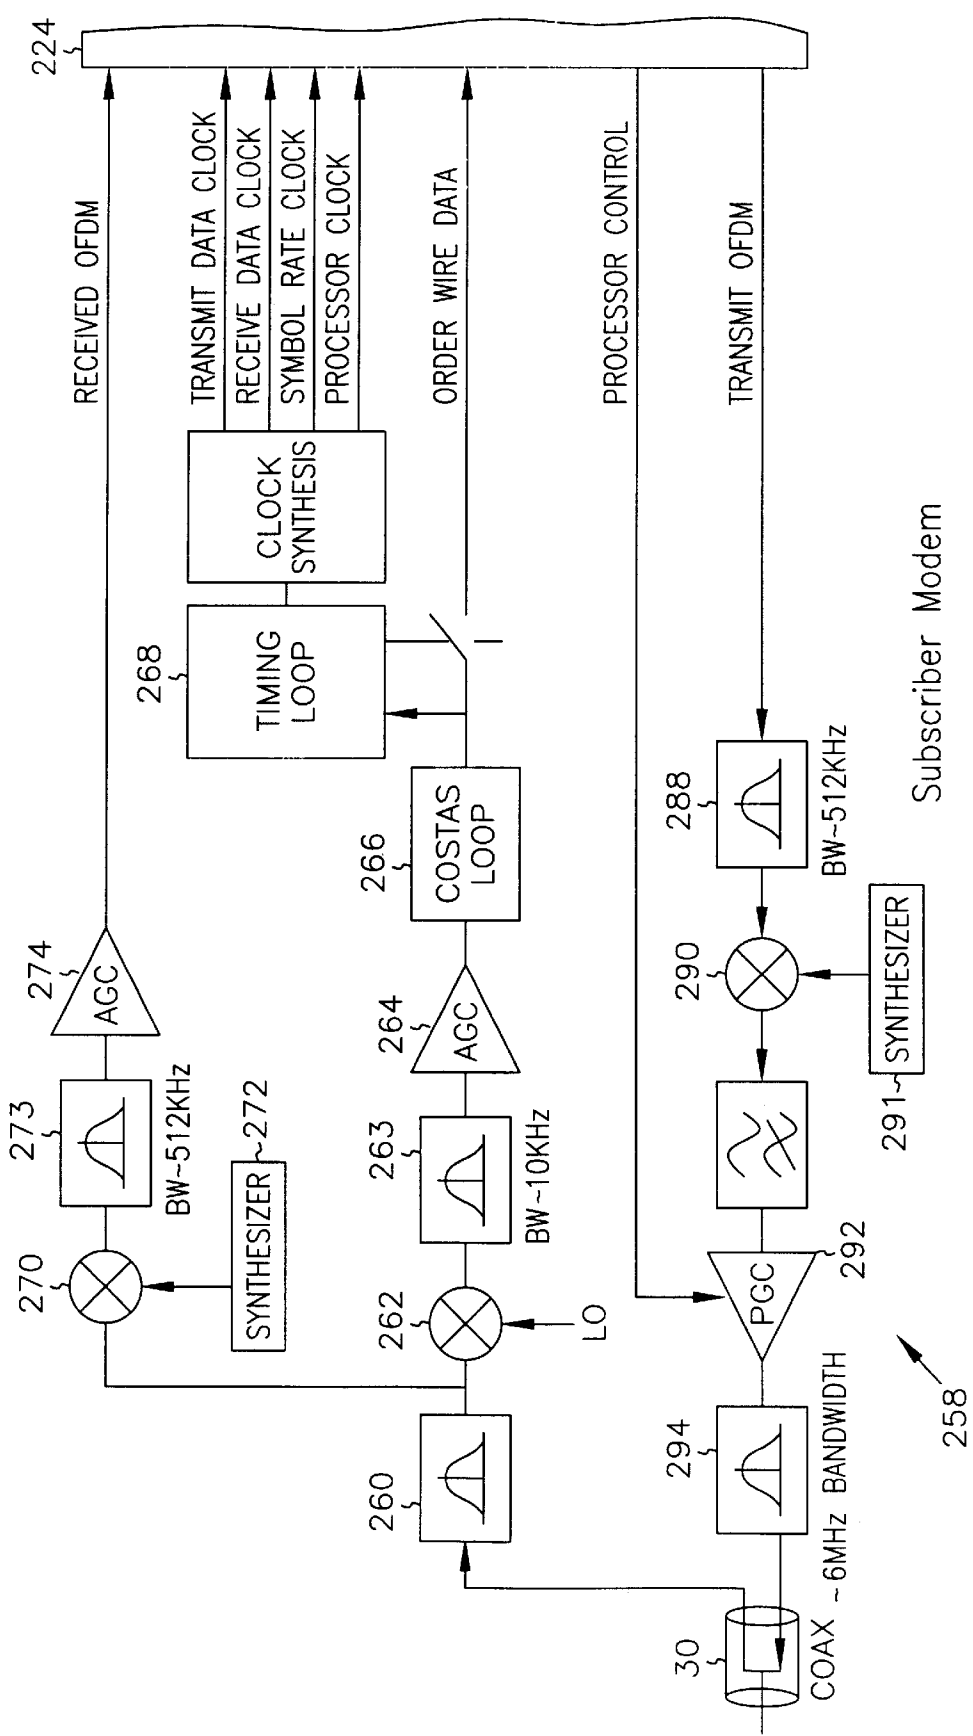 224
RECEIVED OFDM
TRANSMIT DATA CLOCK
RECEIVE DATA CLOCK
SYMBOL RATE CLOCK
PROCESSOR CLOCK
ORDER WIRE DATA
PROCESSOR CONTROL
TRANSMIT OFDM
CLOCK
SYNTHESIS
268
TIMING
LOOP
266
COSTAS
LOOP
274
AGC
264
AGC
273
BW~512KHz
263
BW~10KHz
270
SYNTHESIZER
272
262
LO
260
288
BW~512KHz
290
291
SYNTHESIZER
PGC
292
294
~6MHz BANDWIDTH
30
COAX
258
Subscriber Modem